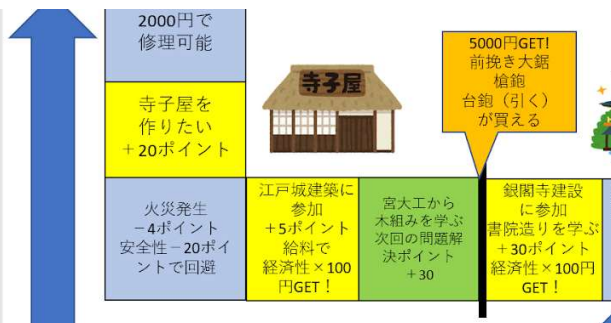 2000円で
修理可能
寺子屋を
作りたい
＋20ポイント
寺子屋
5000円GET!
前挽き大鋸
槍鉋
台鉋（引く）
が買える
火災発生
－4ポイント
安全性－20ポイ
ントで回避
江戸城建築に
参加
+5ポイント
給料で
経済性×100
円GET！
宮大工から
木組みを学ぶ
次回の問題解
決ポイント
+30
銀閣寺建設
に参加
書院造りを学ぶ
+30ポイント
経済性×100円
GET！